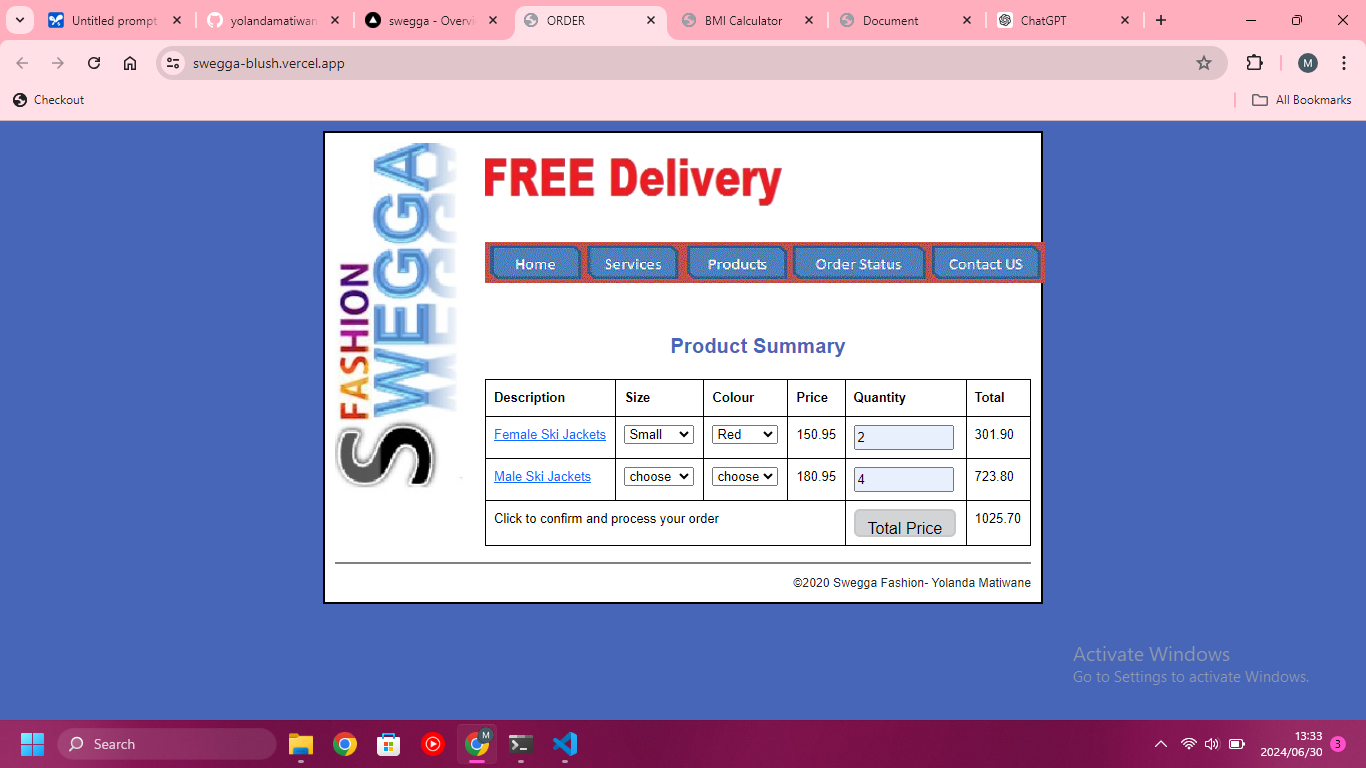 Untitled prompt
yolandamatiwan
swegga - Overvi
ORDER
BMI Calculator
Document
ChatGPT
swegga-blush.vercel.app
M
Checkout
All Bookmarks
FASHION
SWEGGA
S
FREE Delivery
Home Services Products Order Status Contact US
Product Summary
Description Size Colour Price Quantity Total
Female Ski Jackets Small Red 150.95 2 301.90
Male Ski Jackets choose choose 180.95 4 723.80
Click to confirm and process your order Total Price 1025.70
©2020 Swegga Fashion- Yolanda Matiwane
Activate Windows
Go to Settings to activate Windows.
Search
M
13:33
2024/06/30
3